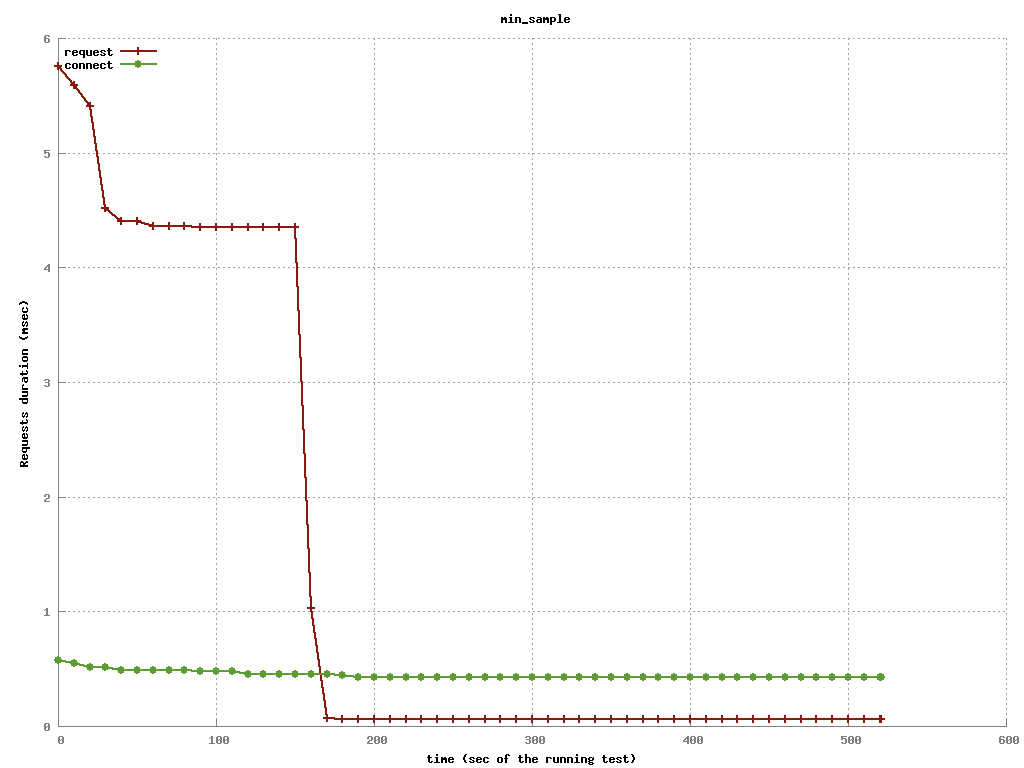 min_sample
request
connect
6
5
4
3
2
1
0
Requests duration (msec)
0 100 200 300 400 500 600
time (sec of the running test)